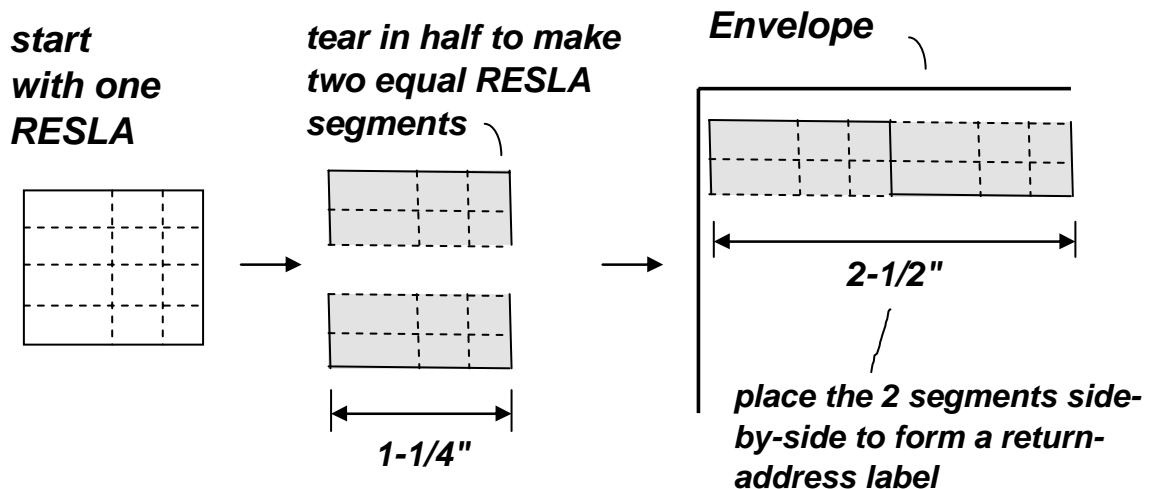 start
with one
RESLA
tear in half to make
two equal RESLA
segments
1-1/4"
Envelope
2-1/2"
place the 2 segments side-
by-side to form a return-
address label